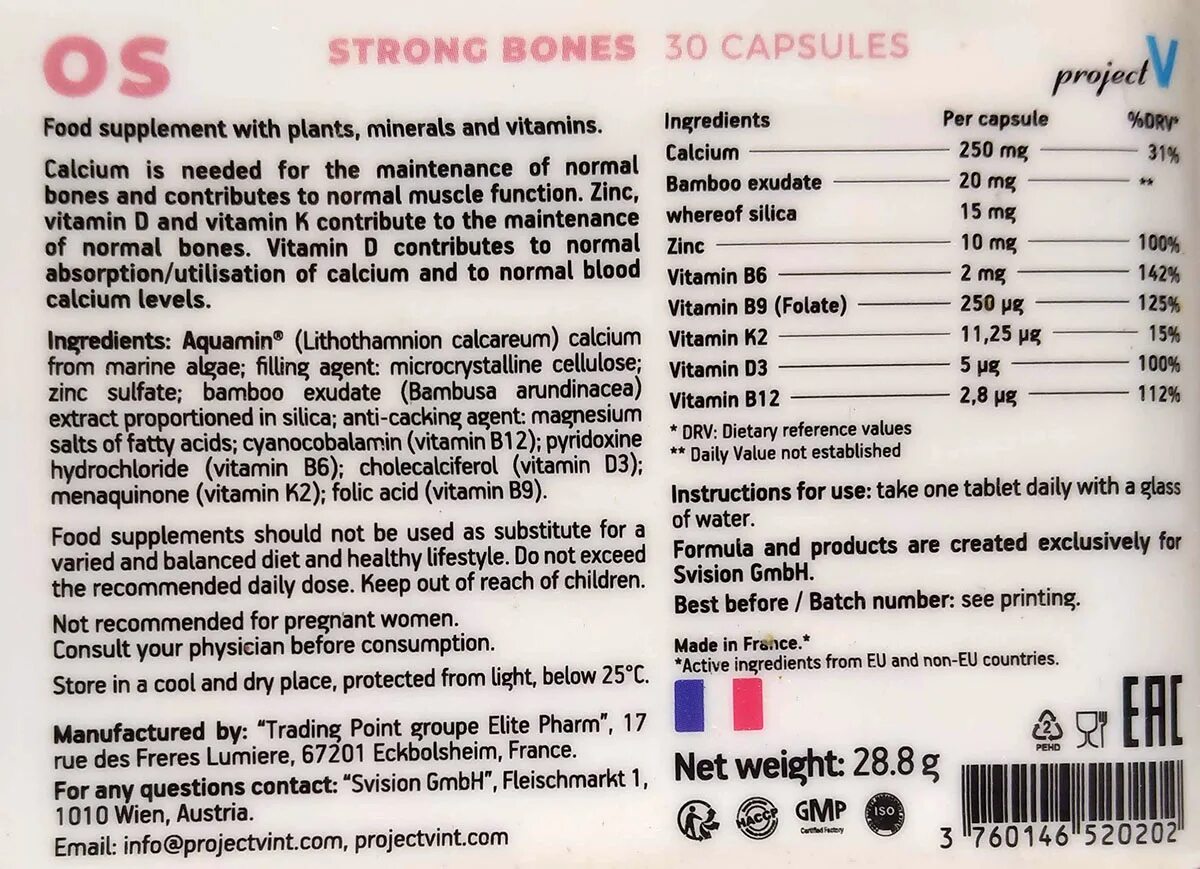 OS
STRONG BONES 30 CAPSULES
project V
Food supplement with plants, minerals and vitamins.
Calcium is needed for the maintenance of normal
bones and contributes to normal muscle function. Zinc,
vitamin D and vitamin K contribute to the maintenance
of normal bones. Vitamin D contributes to normal
absorption/utilisation of calcium and to normal blood
calcium levels.
Ingredients: Aquamin® (Lithothamnion calcareum) calcium
from marine algae; filling agent: microcrystalline cellulose;
zinc sulfate; bamboo exudate (Bambusa arundinacea)
extract proportioned in silica; anti-cacking agent: magnesium
salts of fatty acids; cyanocobalamin (vitamin B12); pyridoxine
hydrochloride (vitamin B6); cholecalciferol (vitamin D3);
menaquinone (vitamin K2); folic acid (vitamin B9).
Food supplements should not be used as substitute for a
varied and balanced diet and healthy lifestyle. Do not exceed
the recommended daily dose. Keep out of reach of children.
Not recommended for pregnant women.
Consult your physician before consumption.
Store in a cool and dry place, protected from light, below 25°C.
Manufactured by: “Trading Point groupe Elite Pharm”, 17
rue des Freres Lumiere, 67201 Eckbolsheim, France.
For any questions contact: “Svision GmbH”, Fleischmarkt 1,
1010 Wien, Austria.
Email: info@projectvint.com, projectvint.com
Ingredients Per capsule %DRV*
Calcium 250 mg 31%
Bamboo exudate 20 mg **
whereof silica 15 mg
Zinc 10 mg 100%
Vitamin B6 2 mg 142%
Vitamin B9 (Folate) 250 µg 125%
Vitamin K2 11,25 µg 15%
Vitamin D3 5 µg 100%
Vitamin B12 2,8 µg 112%
* DRV: Dietary reference values
** Daily Value not established
Instructions for use: take one tablet daily with a glass
of water.
Formula and products are created exclusively for
Svision GmbH.
Best before / Batch number: see printing.
Made in France.*
*Active ingredients from EU and non-EU countries.
2
PEHD
EAC
Net weight: 28.8 g
HACCP
GMP
Certified Factory
ISO
3 760146 520202